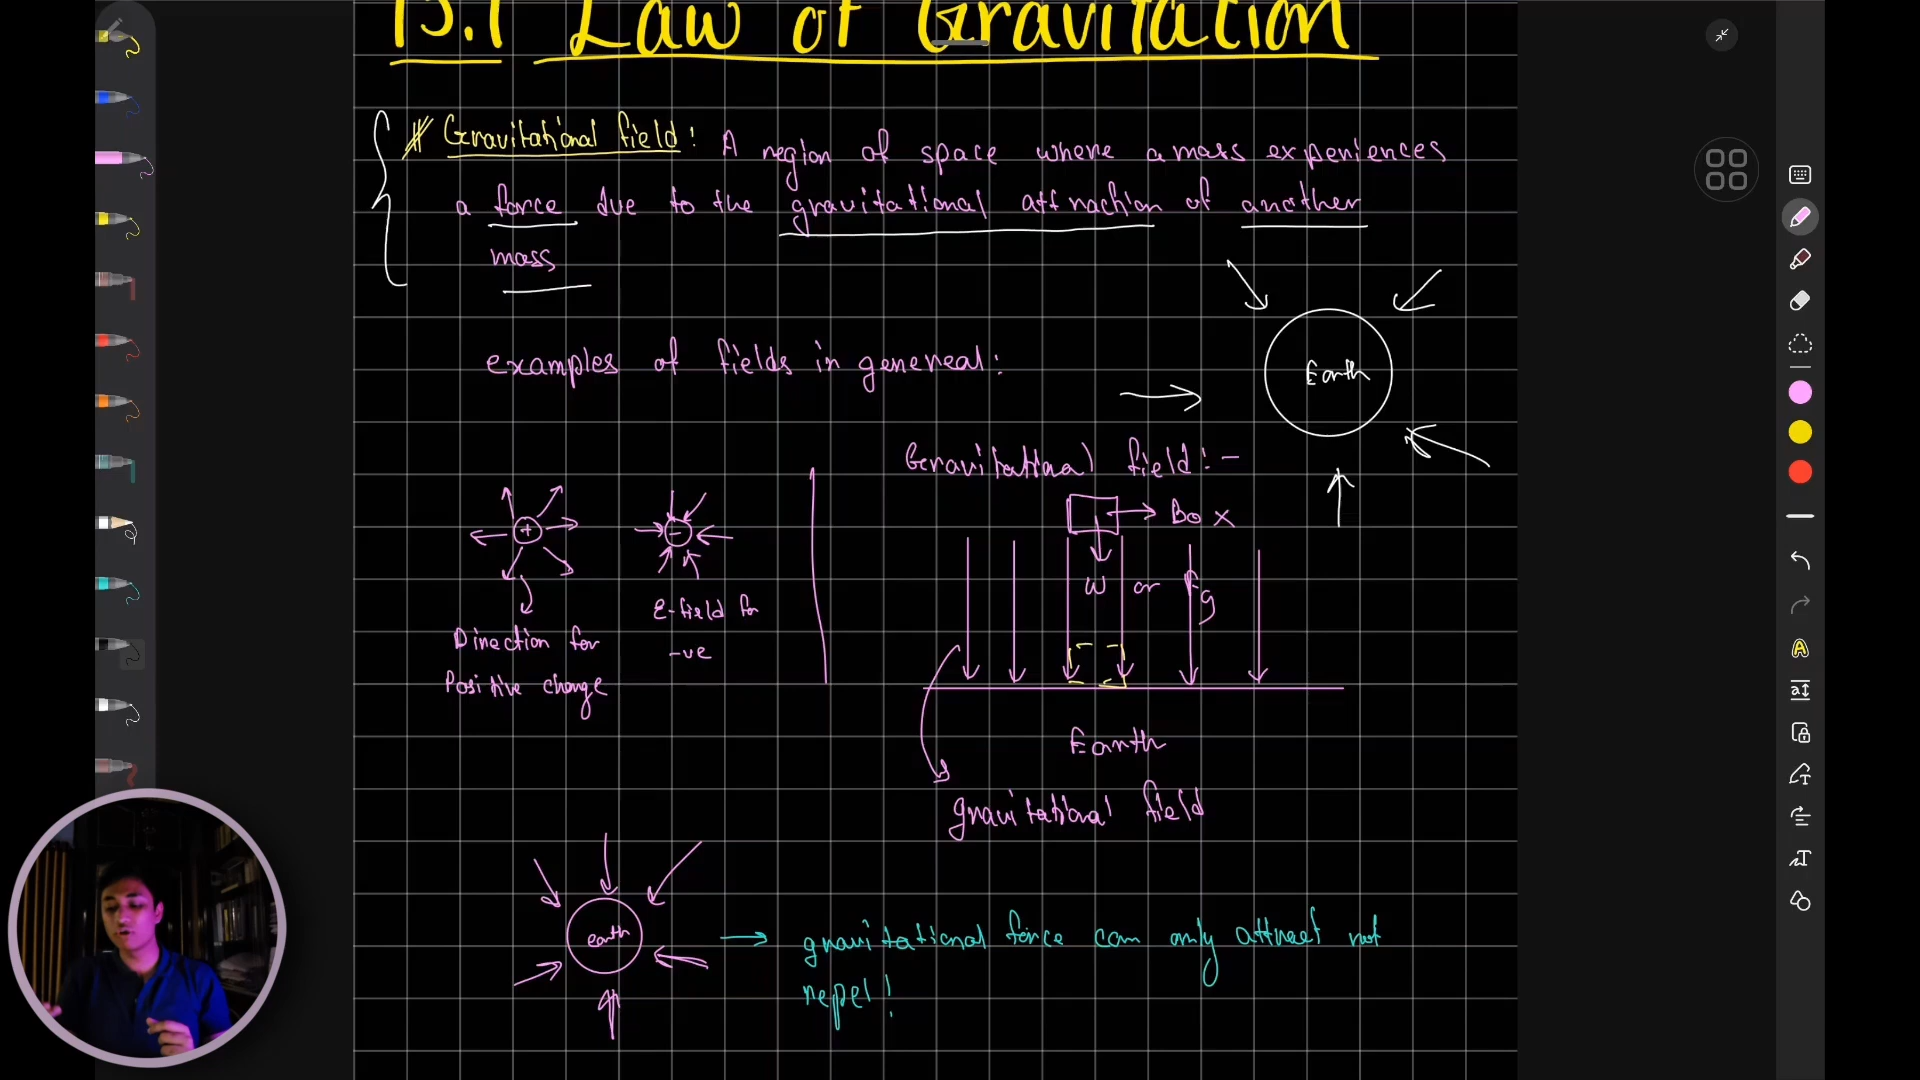 13.1 Law of Gravitation
# Gravitational field : A region of space where a mass experiences
a force due to the gravitational attraction of another
mass
examples of fields in genereal :
Earth
Gravitational field : -
Box
+
-
W or Fg
E-field for
-ve
Direction for
Positive charge
Earth
gravitational field
earth
gravitational force can only attract not
repel !